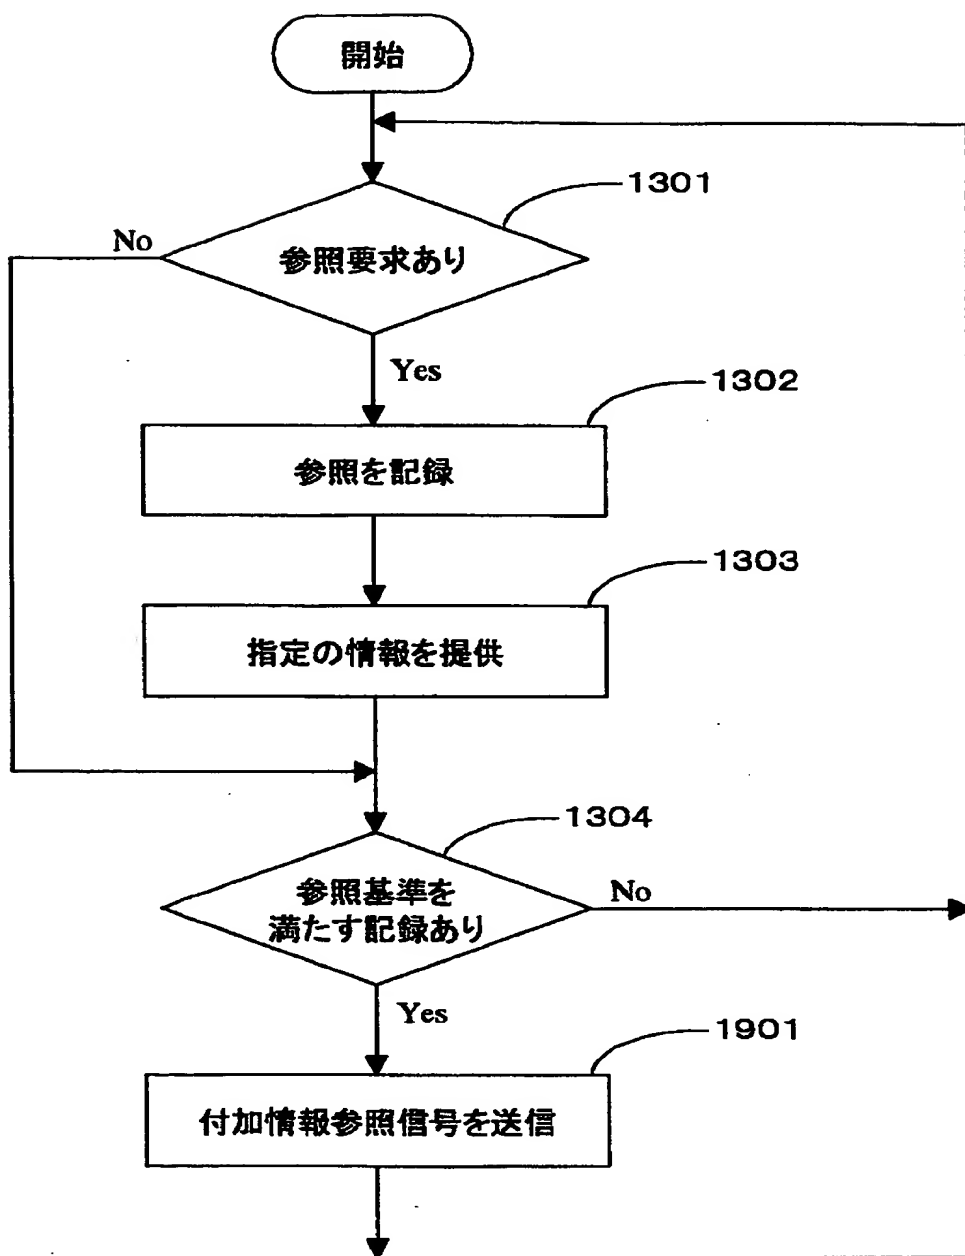 開始
1301
No
参照要求あり
Yes
1302
参照を記録
1303
指定の情報を提供
1304
参照基準を
満たす記録あり
No
Yes
1901
付加情報参照信号を送信